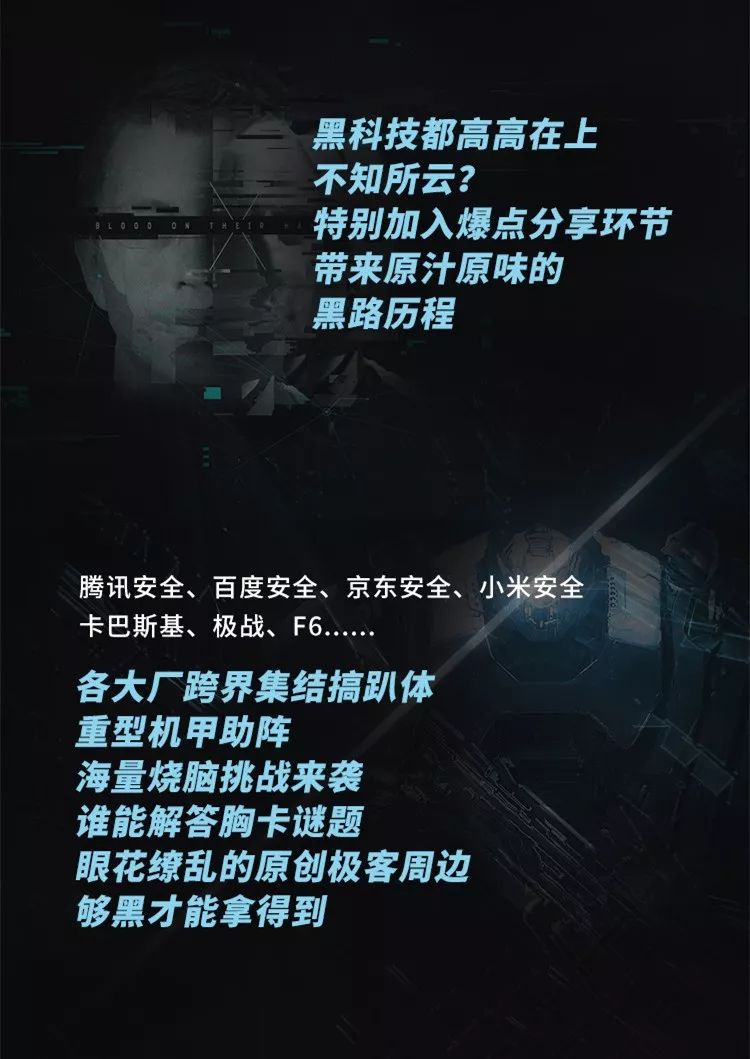 黑科技都高高在上
不知所云?
特别加入爆点分享环节
带来原汁原味的
黑路历程
BLOOD ON THEIR HA
腾讯安全、百度安全、京东安全、小米安全
卡巴斯基、极战、F6......
各大厂跨界集结搞趴体
重型机甲助阵
海量烧脑挑战来袭
谁能解答胸卡谜题
眼花缭乱的原创极客周边
够黑才能拿得到